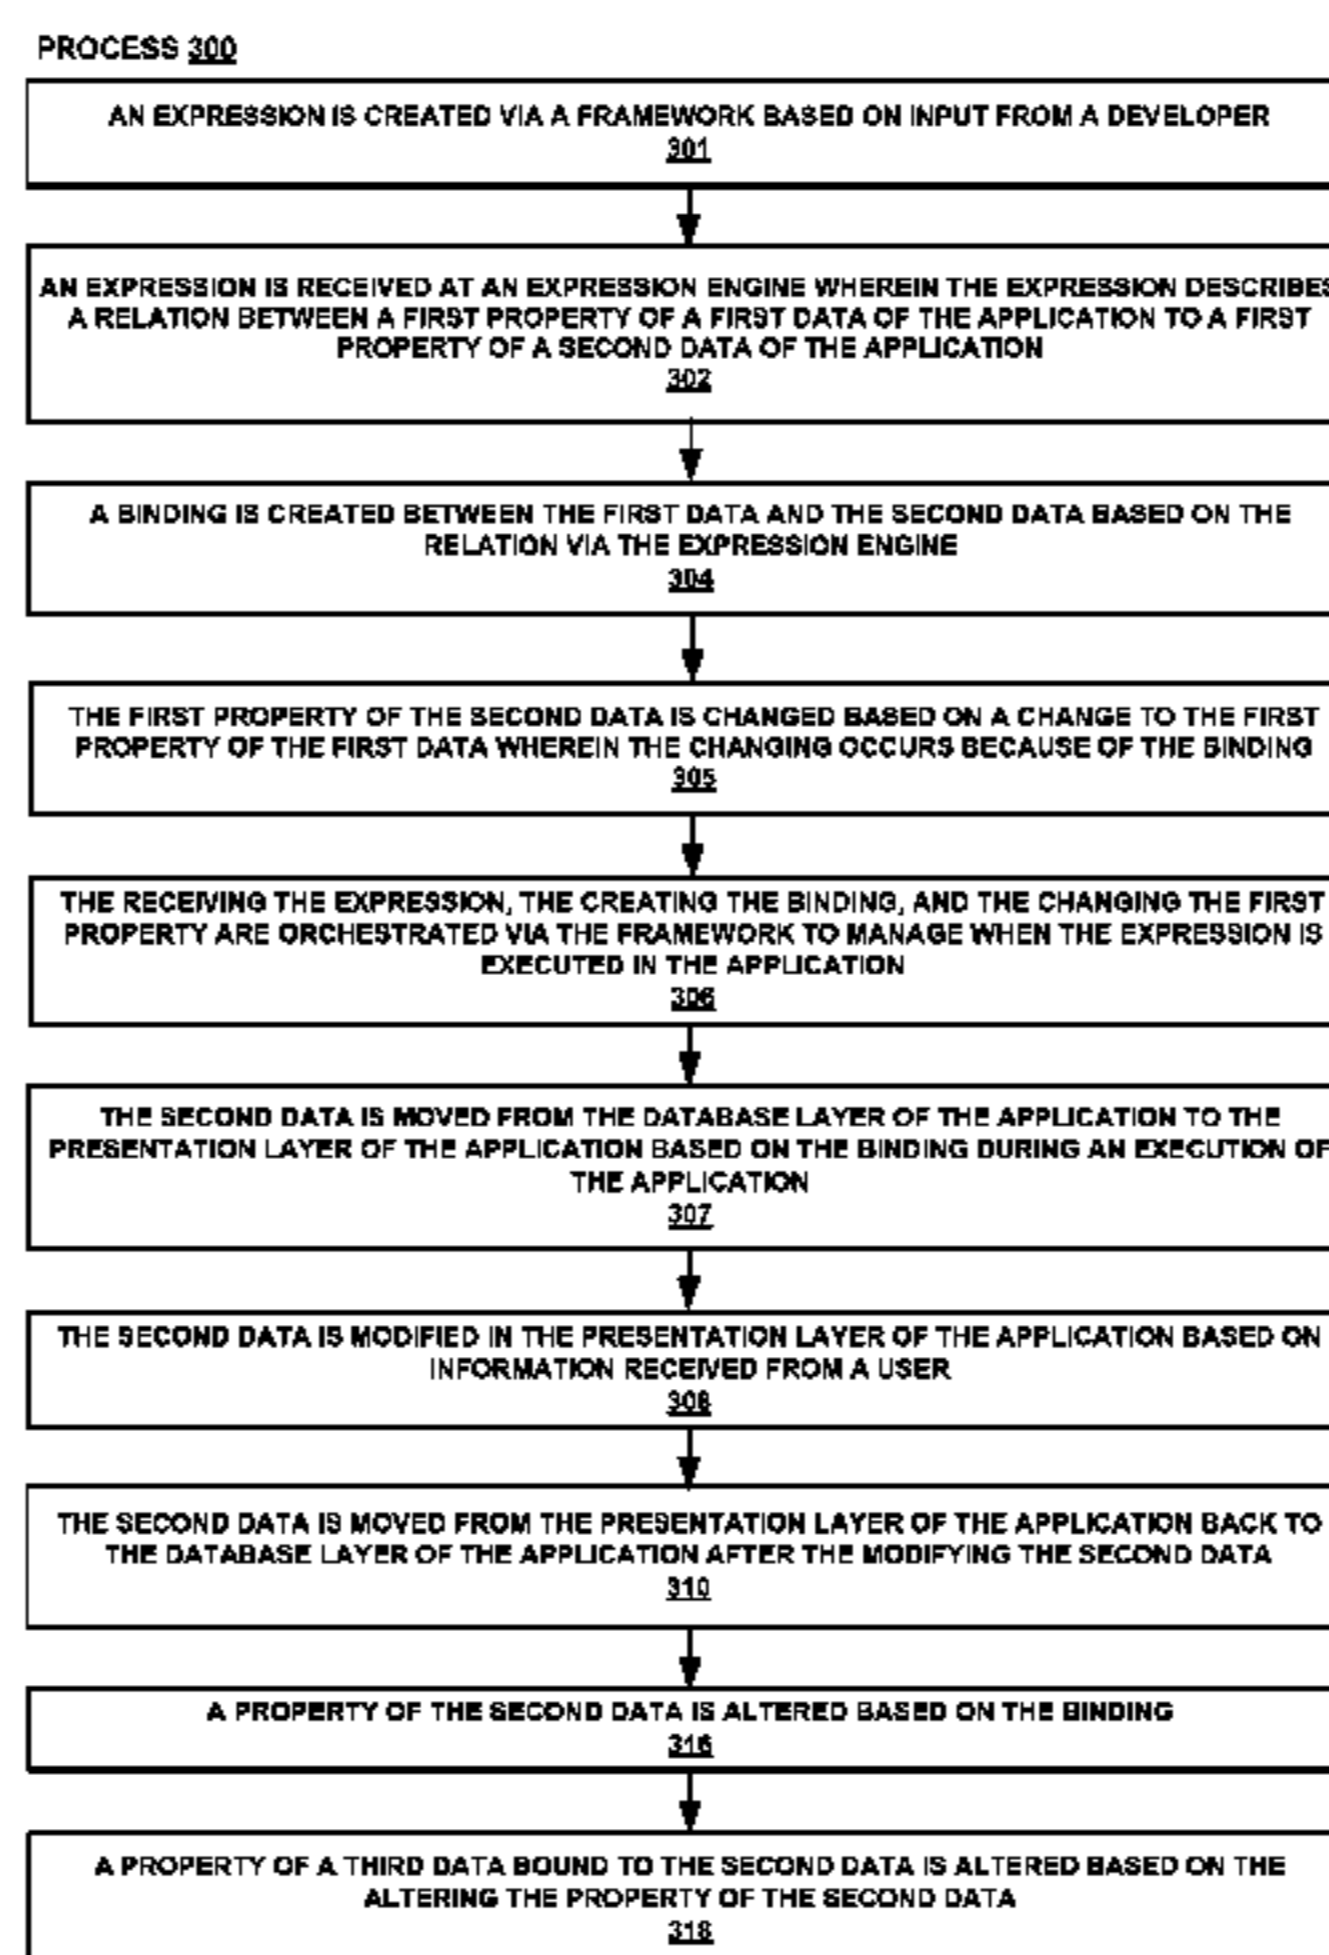 PROCESS 300
AN EXPRESSION IS CREATED VIA A FRAMEWORK BASED ON INPUT FROM A DEVELOPER
301
AN EXPRESSION IS RECEIVED AT AN EXPRESSION ENGINE WHEREIN THE EXPRESSION DESCRIBES
A RELATION BETWEEN A FIRST PROPERTY OF A FIRST DATA OF THE APPLICATION TO A FIRST
PROPERTY OF A SECOND DATA OF THE APPLICATION
302
A BINDING IS CREATED BETWEEN THE FIRST DATA AND THE SECOND DATA BASED ON THE
RELATION VIA THE EXPRESSION ENGINE
304
THE FIRST PROPERTY OF THE SECOND DATA IS CHANGED BASED ON A CHANGE TO THE FIRST
PROPERTY OF THE FIRST DATA WHEREIN THE CHANGING OCCURS BECAUSE OF THE BINDING
305
THE RECEIVING THE EXPRESSION, THE CREATING THE BINDING, AND THE CHANGING THE FIRST
PROPERTY ARE ORCHESTRATED VIA THE FRAMEWORK TO MANAGE WHEN THE EXPRESSION IS
EXECUTED IN THE APPLICATION
306
THE SECOND DATA IS MOVED FROM THE DATABASE LAYER OF THE APPLICATION TO THE
PRESENTATION LAYER OF THE APPLICATION BASED ON THE BINDING DURING AN EXECUTION OF
THE APPLICATION
307
THE SECOND DATA IS MODIFIED IN THE PRESENTATION LAYER OF THE APPLICATION BASED ON
INFORMATION RECEIVED FROM A USER
308
THE SECOND DATA IS MOVED FROM THE PRESENTATION LAYER OF THE APPLICATION BACK TO
THE DATABASE LAYER OF THE APPLICATION AFTER THE MODIFYING THE SECOND DATA
310
A PROPERTY OF THE SECOND DATA IS ALTERED BASED ON THE BINDING
316
A PROPERTY OF A THIRD DATA BOUND TO THE SECOND DATA IS ALTERED BASED ON THE
ALTERING THE PROPERTY OF THE SECOND DATA
318